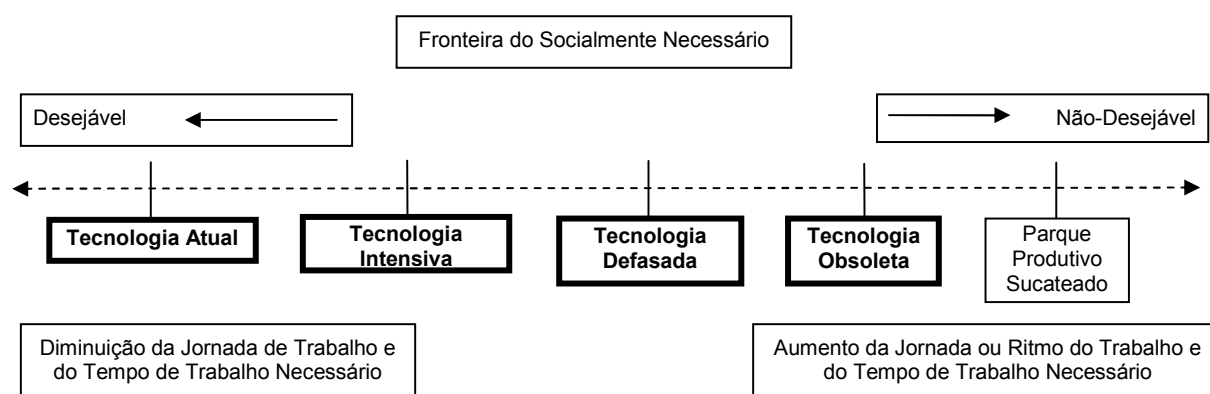 Fronteira do Socialmente Necessário
Desejável
Não-Desejável
Tecnologia Atual
Tecnologia
Intensiva
Tecnologia
Defasada
Tecnologia
Obsoleta
Parque
Produtivo
Sucateado
Diminuição da Jornada de Trabalho e
do Tempo de Trabalho Necessário
Aumento da Jornada ou Ritmo do Trabalho e
do Tempo de Trabalho Necessário